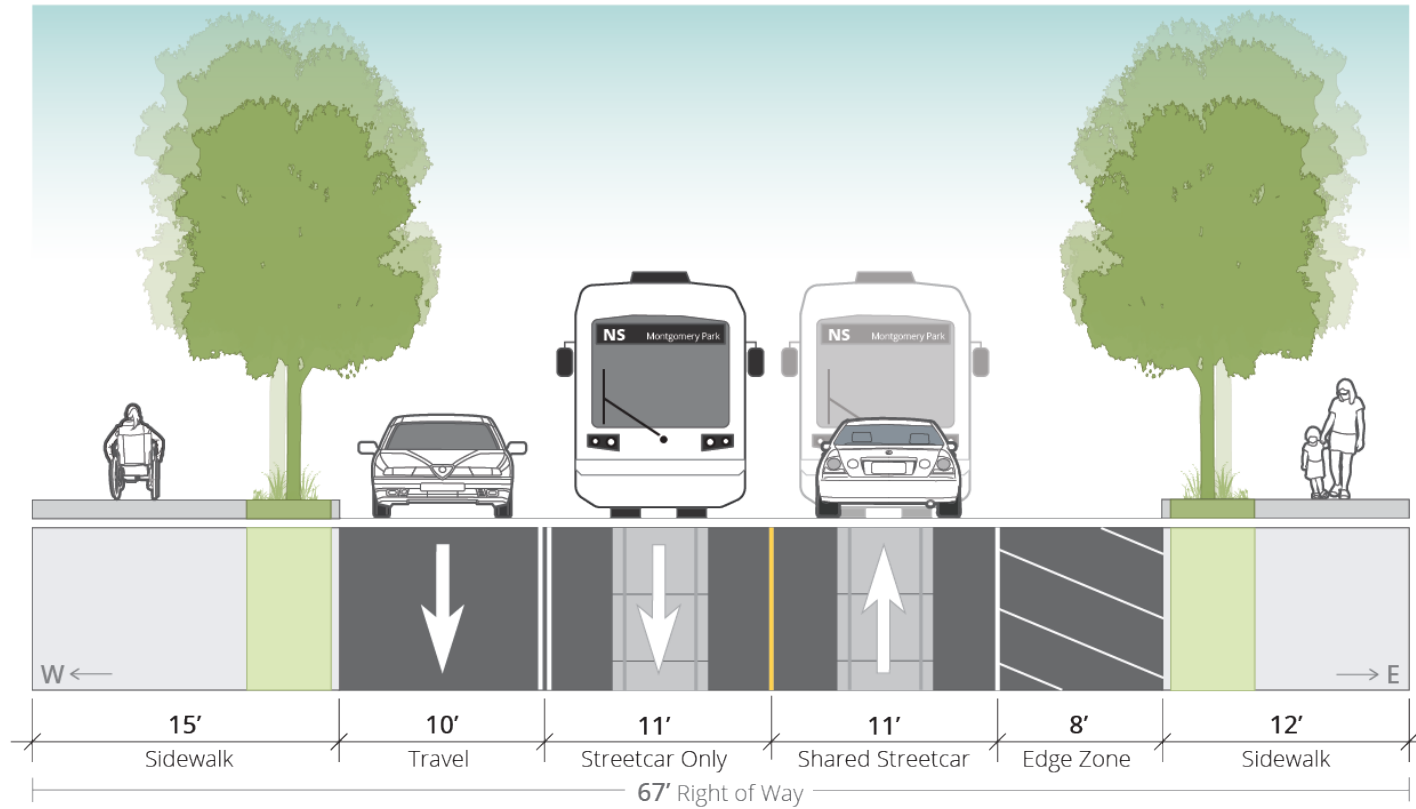 NS Montgomery Park
NS Montgomery Park
W
E
15’ 10’ 11’ 11’ 8’ 12’
Sidewalk Travel Streetcar Only Shared Streetcar Edge Zone Sidewalk
67’ Right of Way